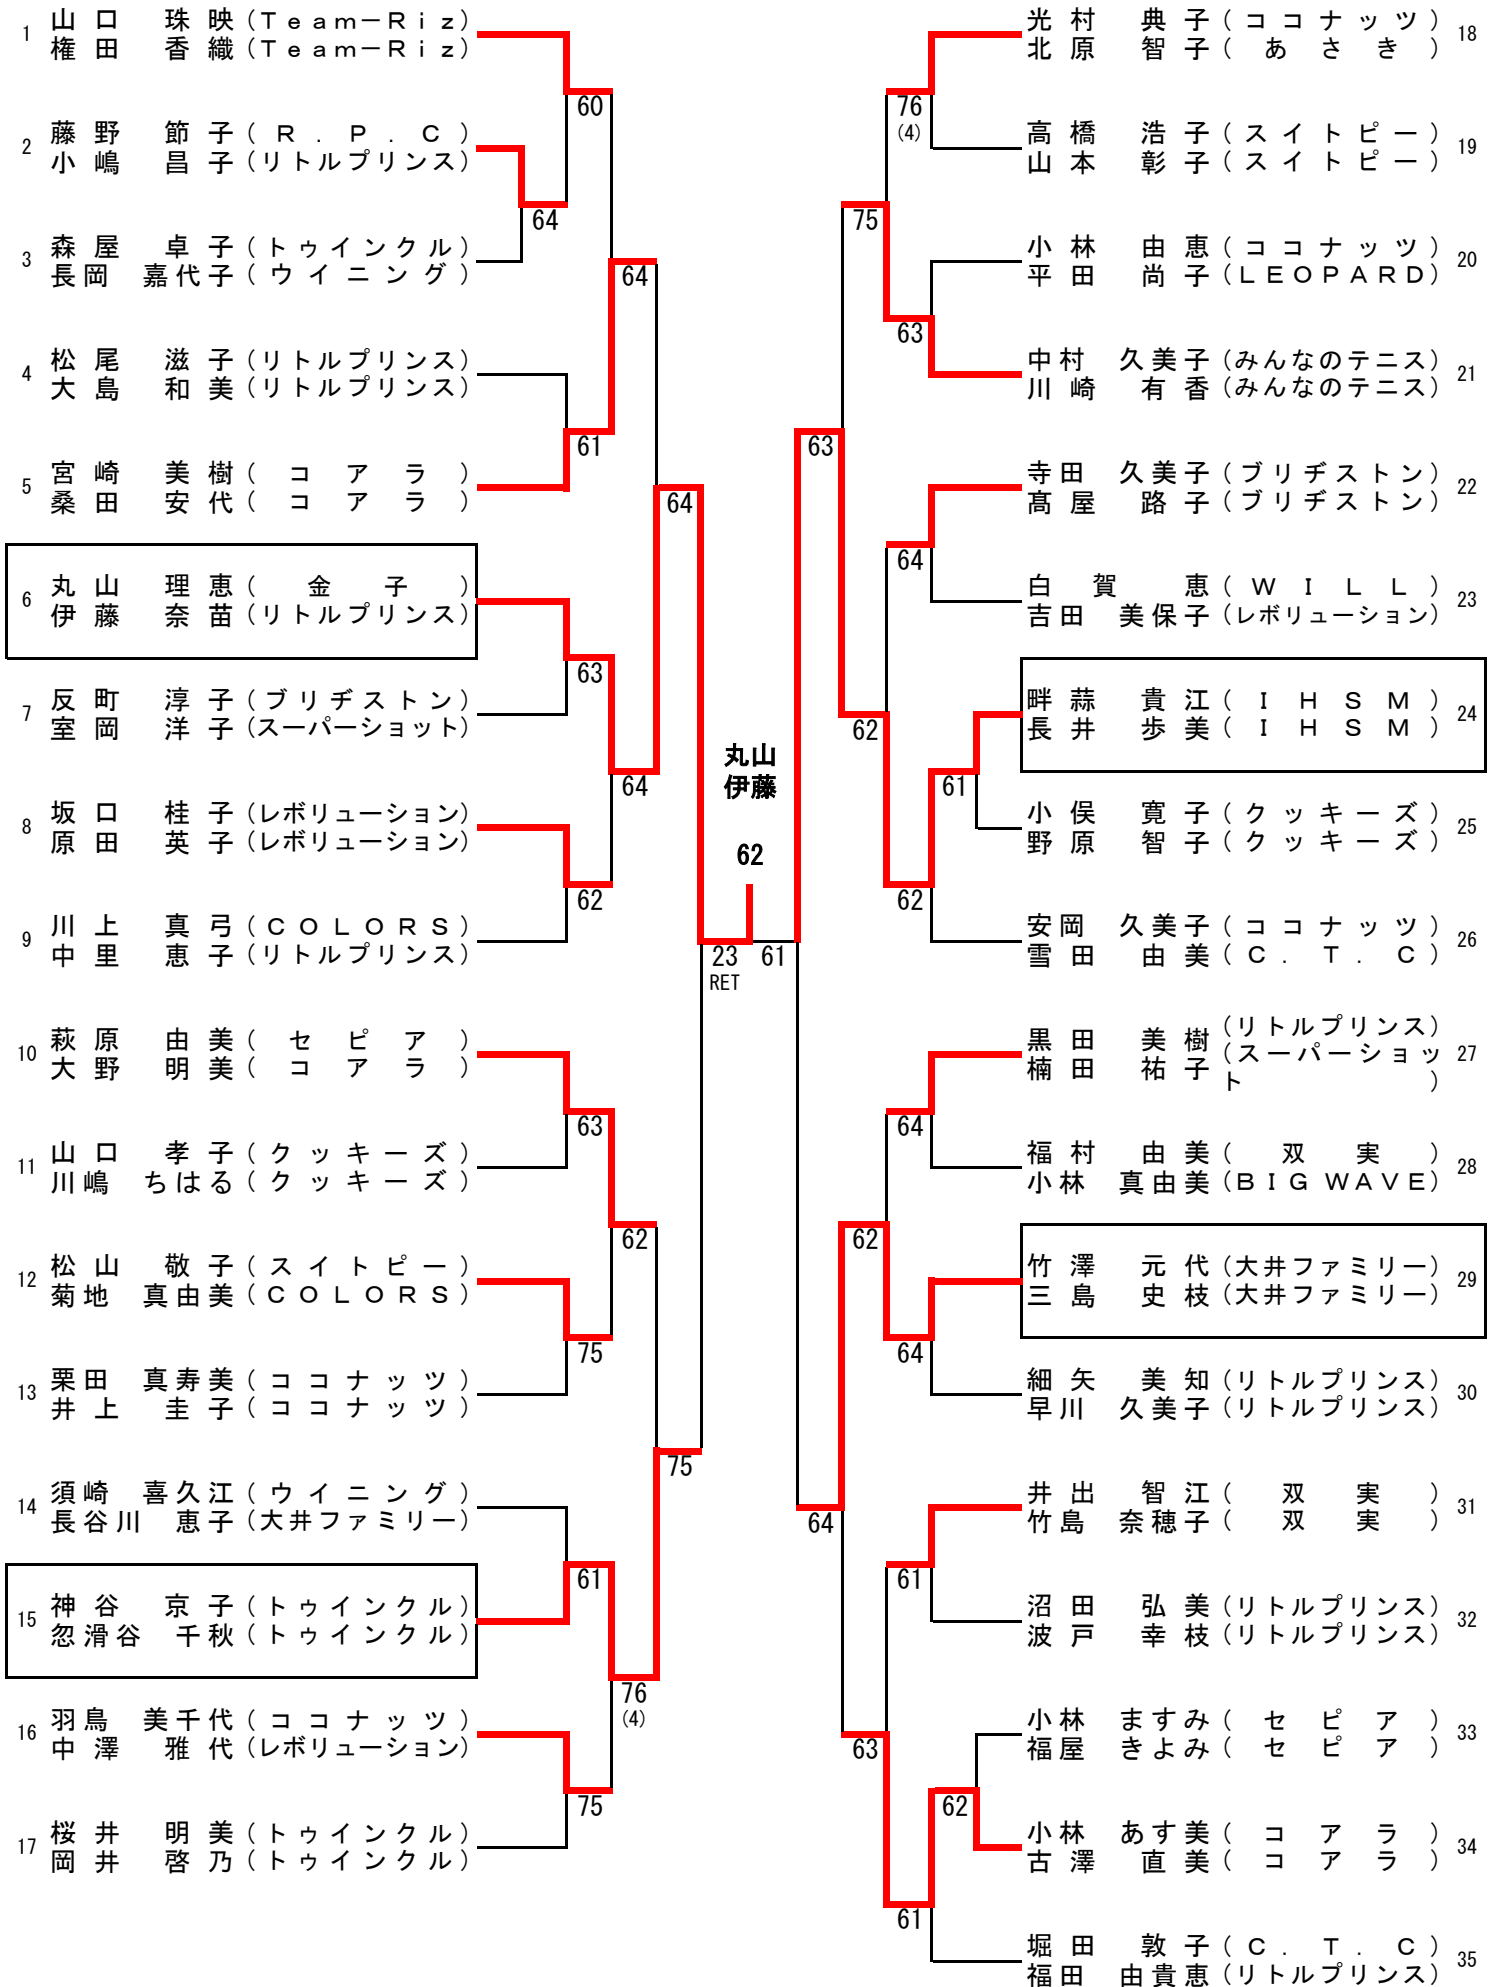 1 山口 珠映 (Team－Riz)
権田 香織 (Team－Riz)
60
2 藤野 節子 (R.P.C)
小嶋 昌子 (リトルプリンス)
64
3 森屋 卓子 (トゥインクル)
長岡 嘉代子 (ウイニング)
64
4 松尾 滋子 (リトルプリンス)
大島 和美 (リトルプリンス)
61
5 宮崎 美樹 (コアラ)
桑田 安代 (コアラ)
64
6 丸山 理恵 (金子)
伊藤 奈苗 (リトルプリンス)
63
7 反町 淳子 (ブリヂストン)
室岡 洋子 (スーパーショット)
64
8 坂口 桂子 (レボリューション)
原田 英子 (レボリューション)
62
9 川上 真弓 (COLORS)
中里 恵子 (リトルプリンス)
10 萩原 由美 (セピア)
大野 明美 (コアラ)
63
11 山口 孝子 (クッキーズ)
川嶋 ちはる (クッキーズ)
62
12 松山 敬子 (スイトピー)
菊地 真由美 (COLORS)
75
13 栗田 真寿美 (ココナッツ)
井上 圭子 (ココナッツ)
75
14 須崎 喜久江 (ウイニング)
長谷川 恵子 (大井ファミリー)
61
15 神谷 京子 (トゥインクル)
忽滑谷 千秋 (トゥインクル)
76
(4)
16 羽鳥 美千代 (ココナッツ)
中澤 雅代 (レボリューション)
75
17 桜井 明美 (トゥインクル)
岡井 啓乃 (トゥインクル)
丸山
伊藤
62
23 61
RET
光村 典子 (ココナッツ) 18
北原 智子 (あさき)
76
(4)
高橋 浩子 (スイトピー) 19
山本 彰子 (スイトピー)
75
小林 由恵 (ココナッツ) 20
平田 尚子 (LEOPARD)
63
中村 久美子 (みんなのテニス) 21
川崎 有香 (みんなのテニス)
63
寺田 久美子 (ブリヂストン) 22
髙屋 路子 (ブリヂストン)
64
白賀 恵 (WILL) 23
吉田 美保子 (レボリューション)
62
畔蒜 貴江 (IHSM) 24
長井 歩美 (IHSM)
61
小俣 寛子 (クッキーズ) 25
野原 智子 (クッキーズ)
62
安岡 久美子 (ココナッツ) 26
雪田 由美 (C.T.C)
黒田 美樹 (リトルプリンス) 27
楠田 祐子 (スーパーショッ
ト)
64
福村 由美 (双実) 28
小林 真由美 (BIG WAVE)
62
竹澤 元代 (大井ファミリー) 29
三島 史枝 (大井ファミリー)
64
細矢 美知 (リトルプリンス) 30
早川 久美子 (リトルプリンス)
64
井出 智江 (双実) 31
竹島 奈穂子 (双実)
61
沼田 弘美 (リトルプリンス) 32
波戸 幸枝 (リトルプリンス)
63
小林 ますみ (セピア) 33
福屋 きよみ (セピア)
62
小林 あす美 (コアラ) 34
古澤 直美 (コアラ)
61
堀田 敦子 (C.T.C) 35
福田 由貴恵 (リトルプリンス)